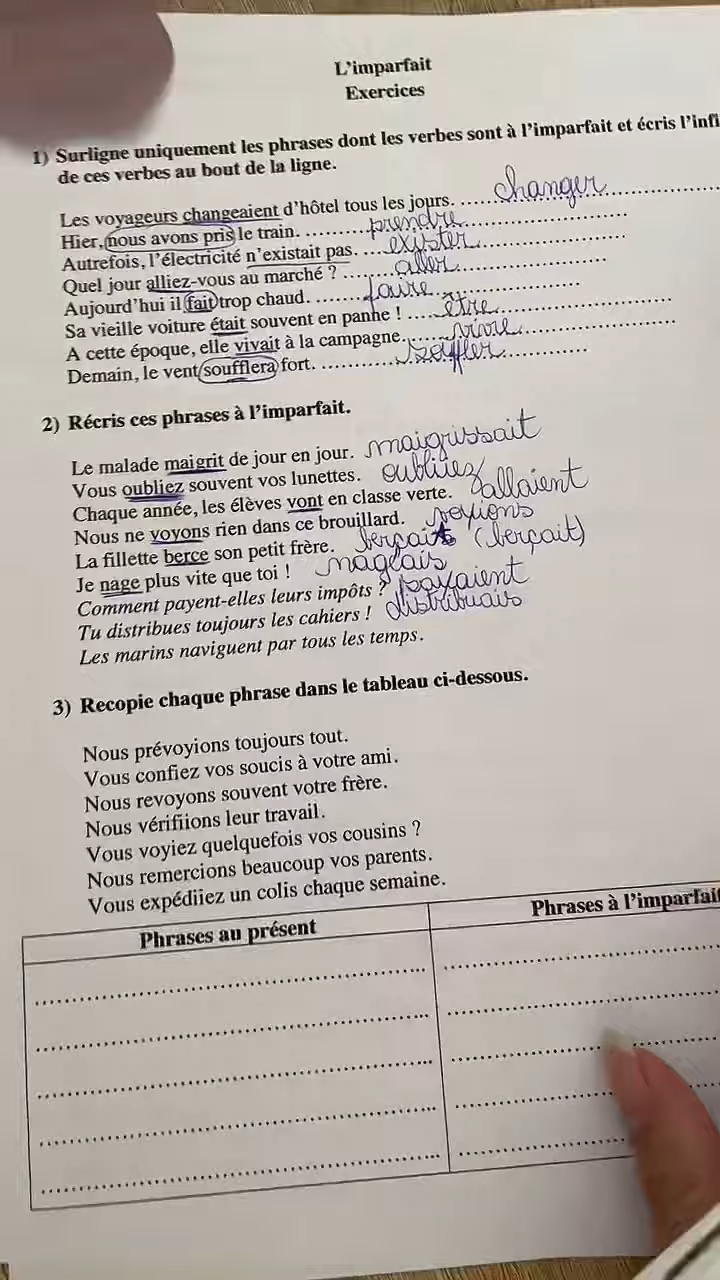 L'imparfait
Exercices
1) Surligne uniquement les phrases dont les verbes sont à l'imparfait et écris l'infi
de ces verbes au bout de la ligne.
Les voyageurs changeaient d'hôtel tous les jours. ........changer....................
Hier, nous avons pris le train. ...........prendre..........................
Autrefois, l'électricité n'existait pas. ....exister.........................
Quel jour alliez-vous au marché ? .........aller.........................
Aujourd'hui il fait trop chaud. ........faire........................
Sa vieille voiture était souvent en panne ! ......être...........................
A cette époque, elle vivait à la campagne.........vivre.........................
Demain, le vent soufflera fort. .............souffler..............
2) Récris ces phrases à l'imparfait.
Le malade maigrit de jour en jour. maigrissait
Vous oubliez souvent vos lunettes. oubliiez
Chaque année, les élèves vont en classe verte. allaient
Nous ne voyons rien dans ce brouillard. voyions
La fillette berce son petit frère. berçait (berçait)
Je nage plus vite que toi ! nageais
Comment payent-elles leurs impôts ? payaient
Tu distribues toujours les cahiers ! distribuais
Les marins naviguent par tous les temps.
3) Recopie chaque phrase dans le tableau ci-dessous.
Nous prévoyions toujours tout.
Vous confiez vos soucis à votre ami.
Nous revoyons souvent votre frère.
Nous vérifiions leur travail.
Vous voyiez quelquefois vos cousins ?
Nous remercions beaucoup vos parents.
Vous expédiiez un colis chaque semaine.
Phrases au présent Phrases à l'imparfait